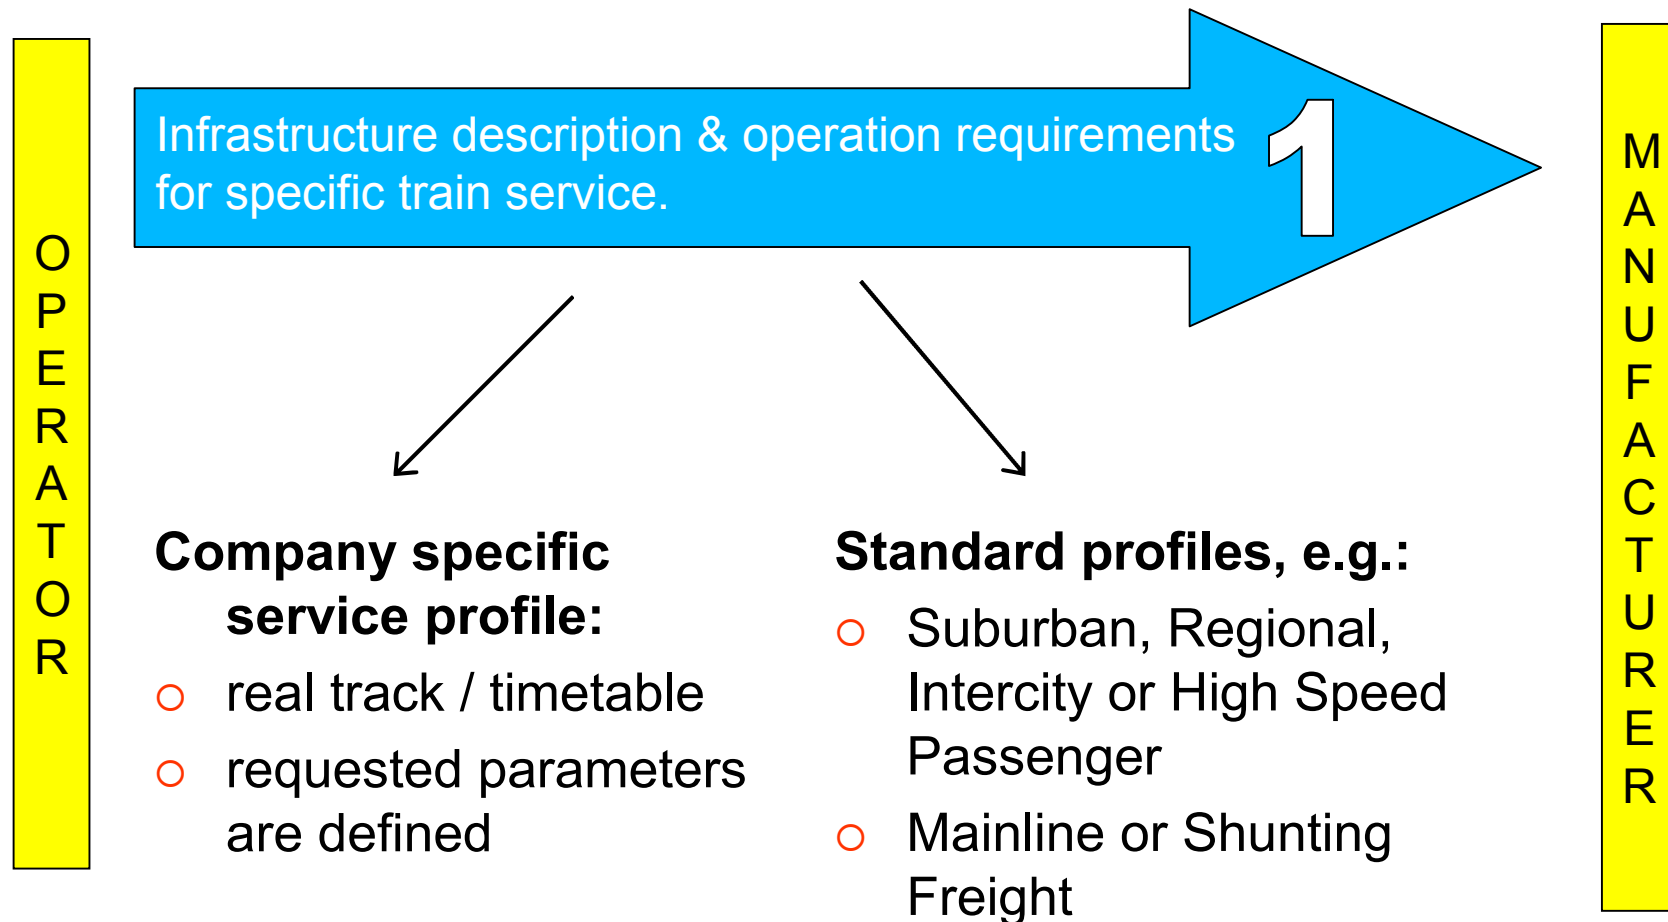 OPERATOR
Infrastructure description & operation requirements
for specific train service.
1
Company specific
service profile:
o real track / timetable
o requested parameters
are defined
Standard profiles, e.g.:
o Suburban, Regional,
Intercity or High Speed
Passenger
o Mainline or Shunting
Freight
MANUFACTURER